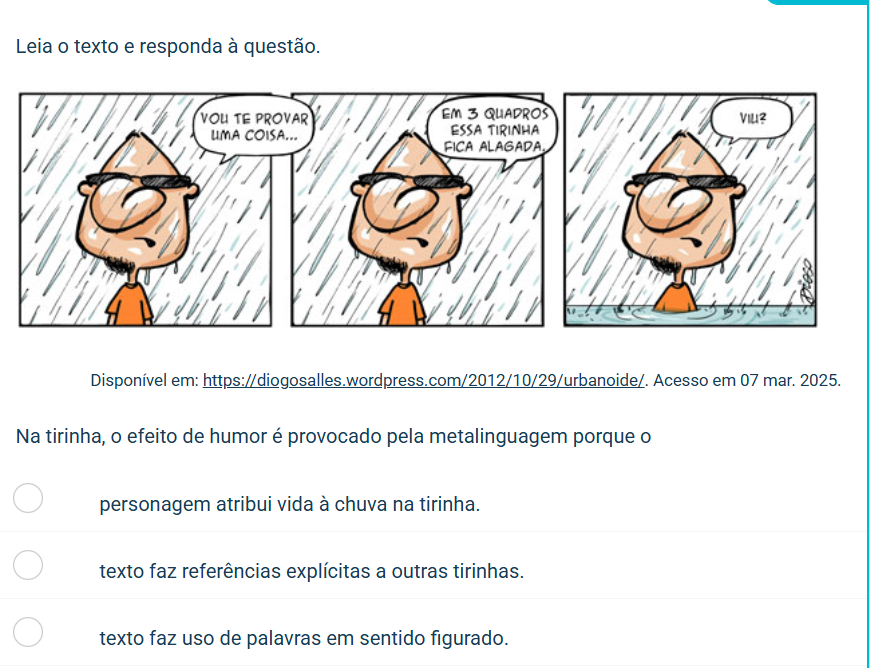 Leia o texto e responda à questão.
VOU TE PROVAR
UMA COISA...
EM 3 QUADROS
ESSA TIRINHA
FICA ALAGADA.
VIU?
Disponível em: https://diogosalles.wordpress.com/2012/10/29/urbanoide/. Acesso em 07 mar. 2025.
Na tirinha, o efeito de humor é provocado pela metalinguagem porque o
personagem atribui vida à chuva na tirinha.
texto faz referências explícitas a outras tirinhas.
texto faz uso de palavras em sentido figurado.